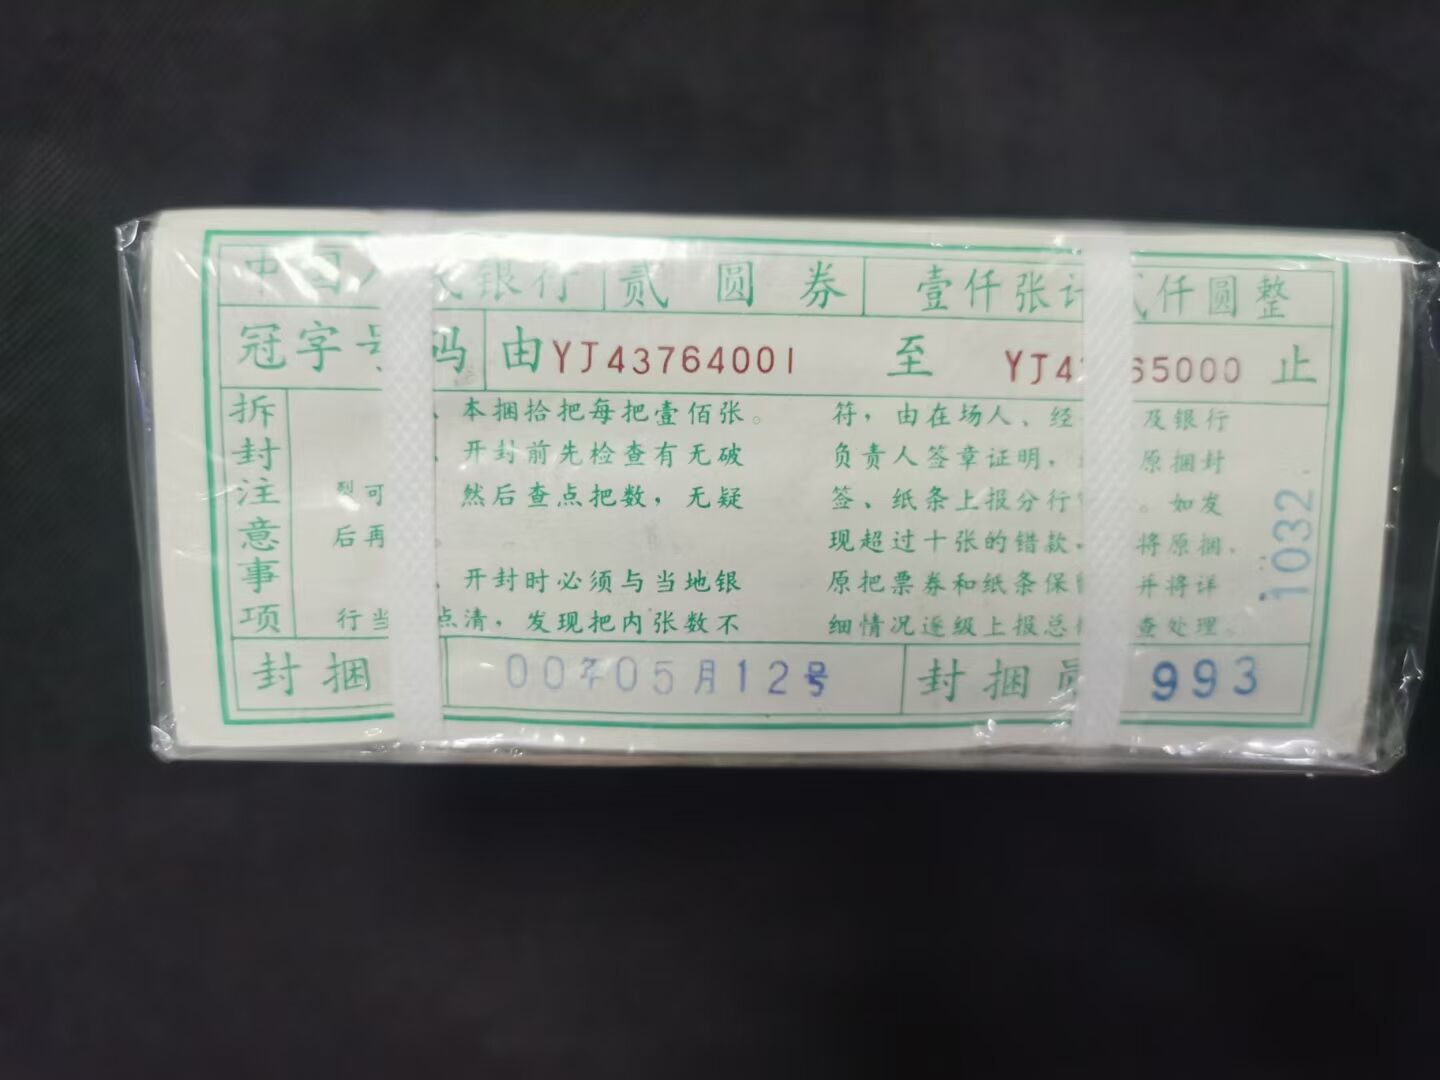 中国人 民银行 贰圆券 壹仟张计贰仟圆整
冠字号码 由YJ43764001 至 YJ4 65000 止
拆封注意事项
本捆拾把每把壹佰张。
开封前先检查有无破
裂可 然后查点把数，无疑
后再
开封时必须与当地银
行当 点清，发现把内张数不
符，由在场人、经 及银行
负责人签章证明， 原捆封
签、纸条上报分行 。如发
现超过十张的错款， 将原捆、
原把票券和纸条保 并将详
细情况逐级上报总 查处理。
1032
封捆 00年05月12号 封捆员 993